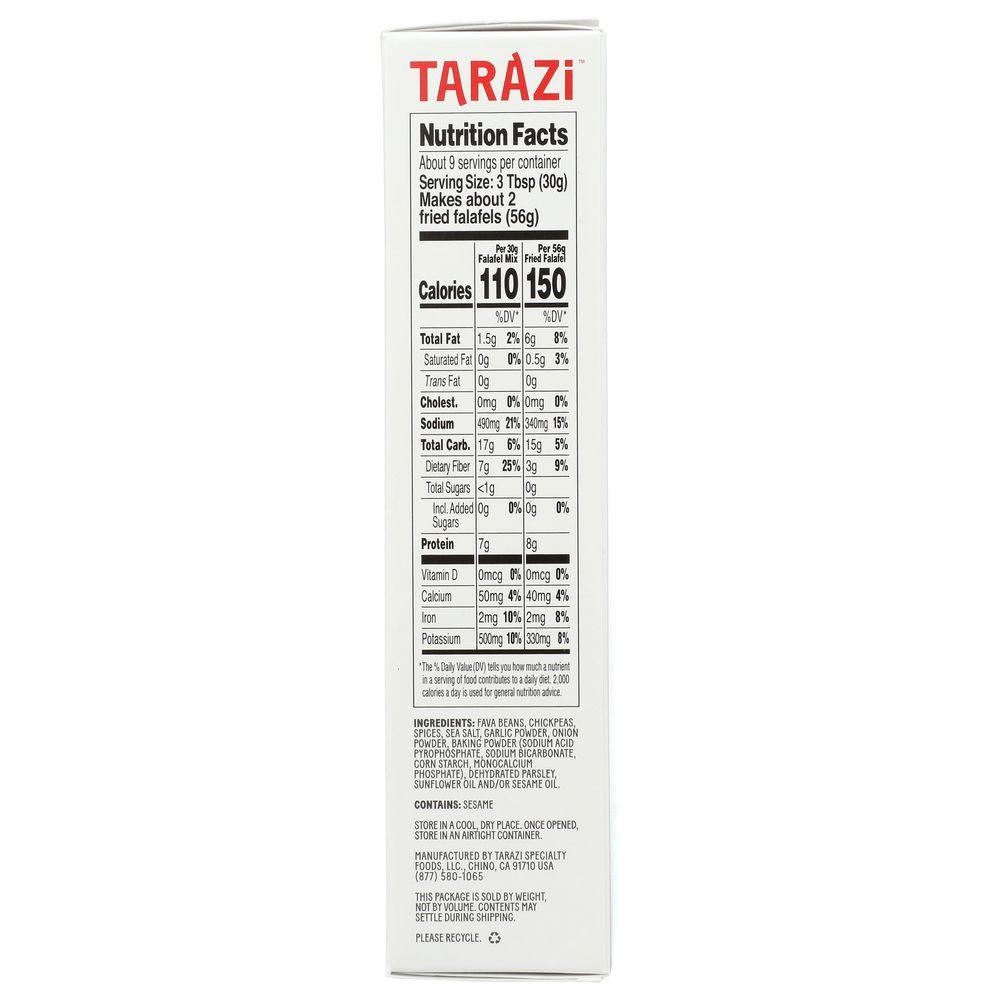 TARAZi™
Nutrition Facts
About 9 servings per container
Serving Size: 3 Tbsp (30g)
Makes about 2
fried falafels (56g)
Per 30g Per 56g
Falafel Mix Fried Falafel
Calories 110 150
%DV* %DV*
Total Fat 1.5g 2% 6g 8%
Saturated Fat 0g 0% 0.5g 3%
Trans Fat 0g 0g
Cholest. 0mg 0% 0mg 0%
Sodium 490mg 21% 340mg 15%
Total Carb. 17g 6% 15g 5%
Dietary Fiber 7g 25% 3g 9%
Total Sugars <1g 0g
Incl. Added 0g 0% 0g 0%
Sugars
Protein 7g 8g
Vitamin D 0mcg 0% 0mcg 0%
Calcium 50mg 4% 40mg 4%
Iron 2mg 10% 2mg 8%
Potassium 500mg 10% 330mg 8%
*The % Daily Value (DV) tells you how much a nutrient
in a serving of food contributes to a daily diet. 2,000
calories a day is used for general nutrition advice.
INGREDIENTS: FAVA BEANS, CHICKPEAS,
SPICES, SEA SALT, GARLIC POWDER, ONION
POWDER, BAKING POWDER (SODIUM ACID
PYROPHOSPHATE, SODIUM BICARBONATE,
CORN STARCH, MONOCALCIUM
PHOSPHATE), DEHYDRATED PARSLEY,
SUNFLOWER OIL AND/OR SESAME OIL.
CONTAINS: SESAME
STORE IN A COOL, DRY PLACE. ONCE OPENED,
STORE IN AN AIRTIGHT CONTAINER.
MANUFACTURED BY TARAZI SPECIALTY
FOODS, LLC., CHINO, CA 91710 USA
(877) 580-1065
THIS PACKAGE IS SOLD BY WEIGHT,
NOT BY VOLUME. CONTENTS MAY
SETTLE DURING SHIPPING.
PLEASE RECYCLE.